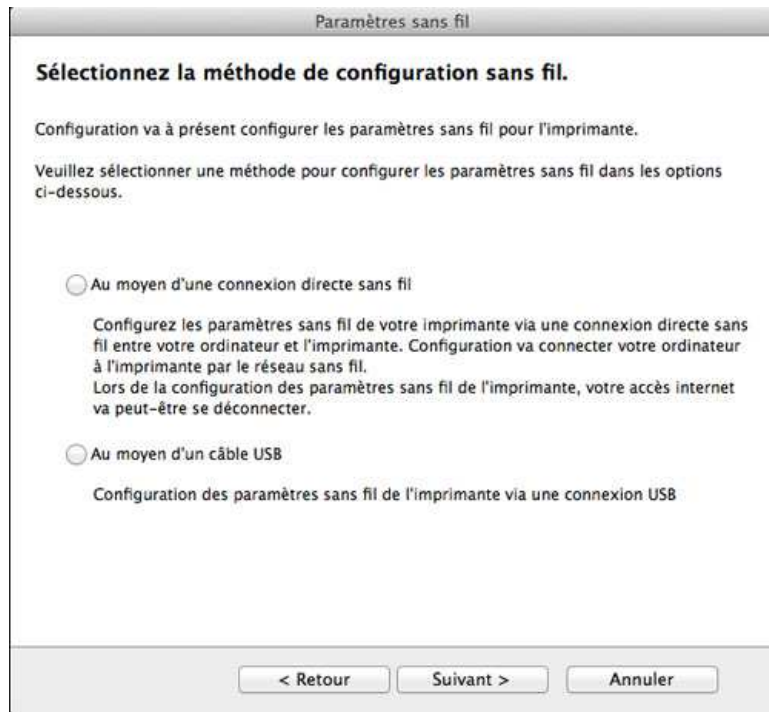 Paramètres sans fil
Sélectionnez la méthode de configuration sans fil.
Configuration va à présent configurer les paramètres sans fil pour l'imprimante.
Veuillez sélectionner une méthode pour configurer les paramètres sans fil dans les options
ci-dessous.
Au moyen d'une connexion directe sans fil
Configurez les paramètres sans fil de votre imprimante via une connexion directe sans
fil entre votre ordinateur et l'imprimante. Configuration va connecter votre ordinateur
à l'imprimante par le réseau sans fil.
Lors de la configuration des paramètres sans fil de l'imprimante, votre accès internet
va peut-être se déconnecter.
Au moyen d'un câble USB
Configuration des paramètres sans fil de l'imprimante via une connexion USB
< Retour
Suivant >
Annuler